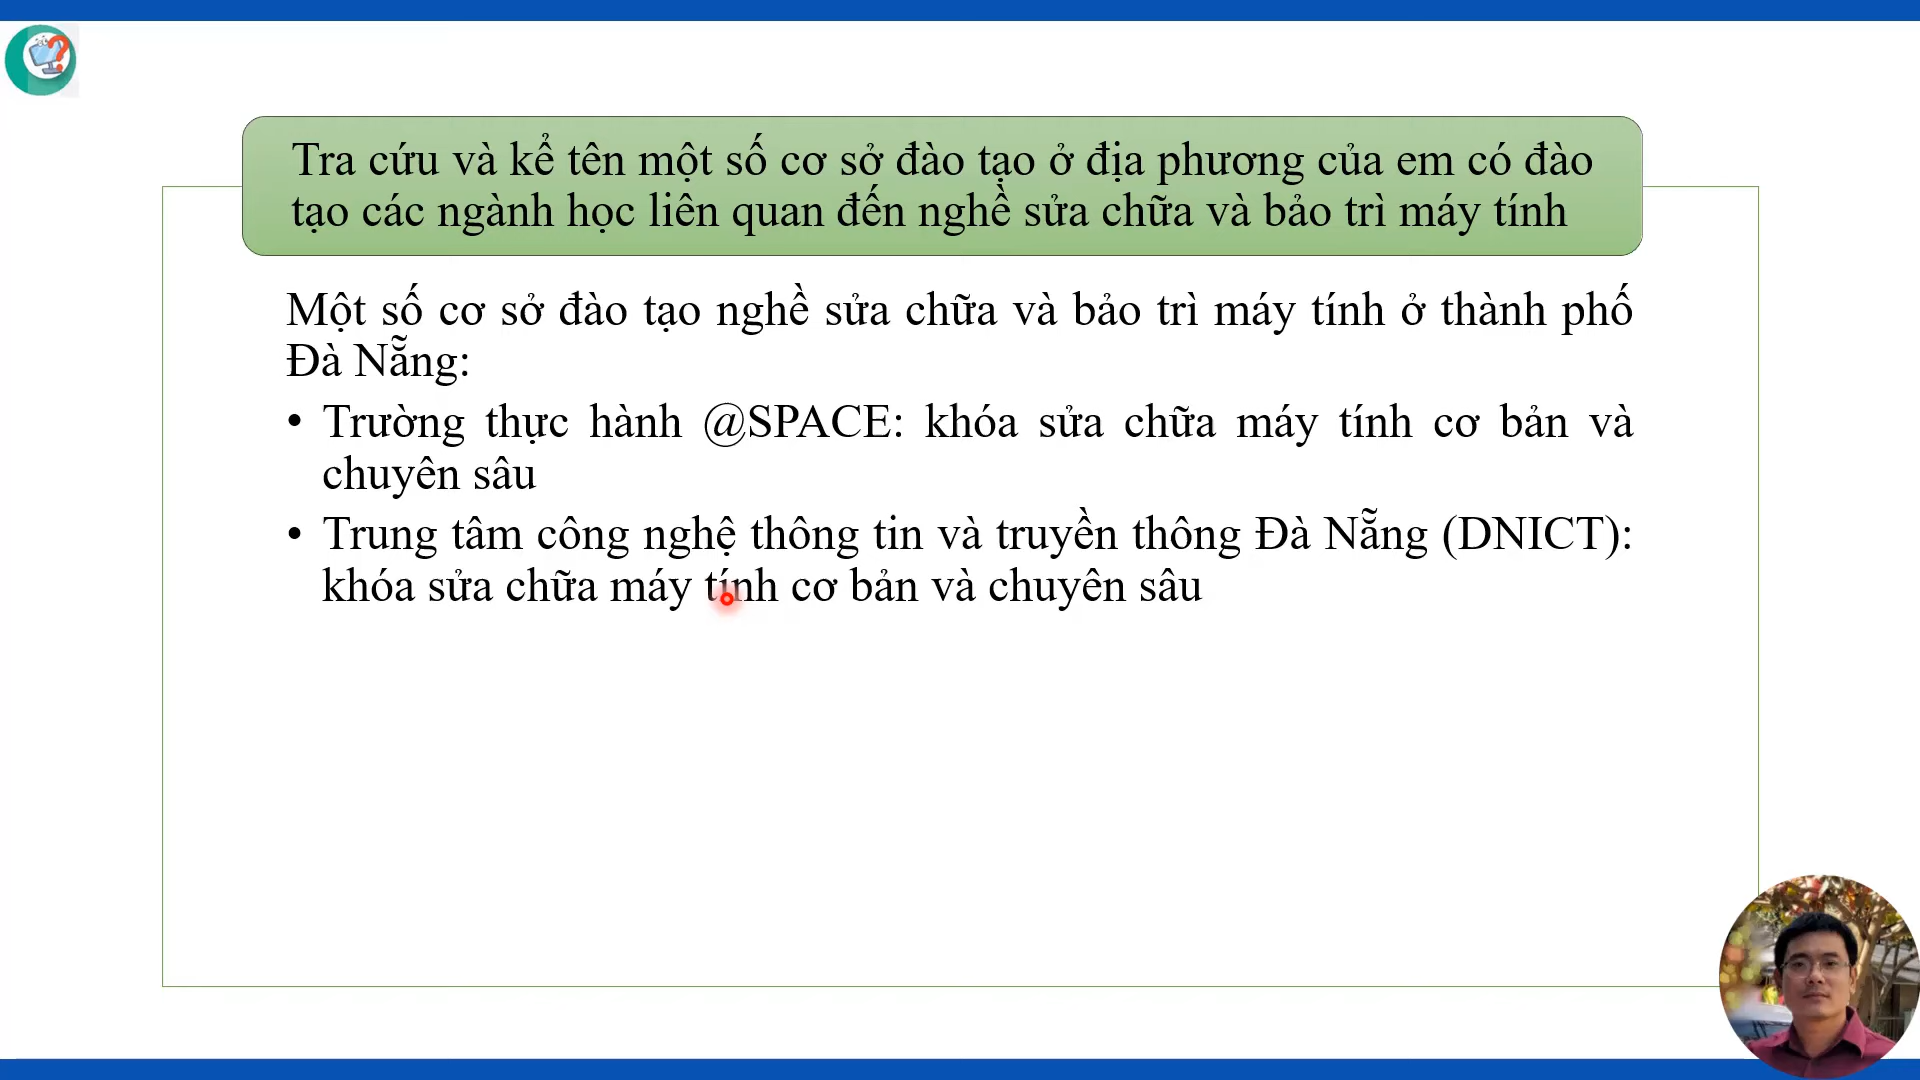 Tra cứu và kể tên một số cơ sở đào tạo ở địa phương của em có đào
tạo các ngành học liên quan đến nghề sửa chữa và bảo trì máy tính
Một số cơ sở đào tạo nghề sửa chữa và bảo trì máy tính ở thành phố
Đà Nẵng:
• Trường thực hành @SPACE: khóa sửa chữa máy tính cơ bản và
chuyên sâu
• Trung tâm công nghệ thông tin và truyền thông Đà Nẵng (DNICT):
khóa sửa chữa máy tính cơ bản và chuyên sâu